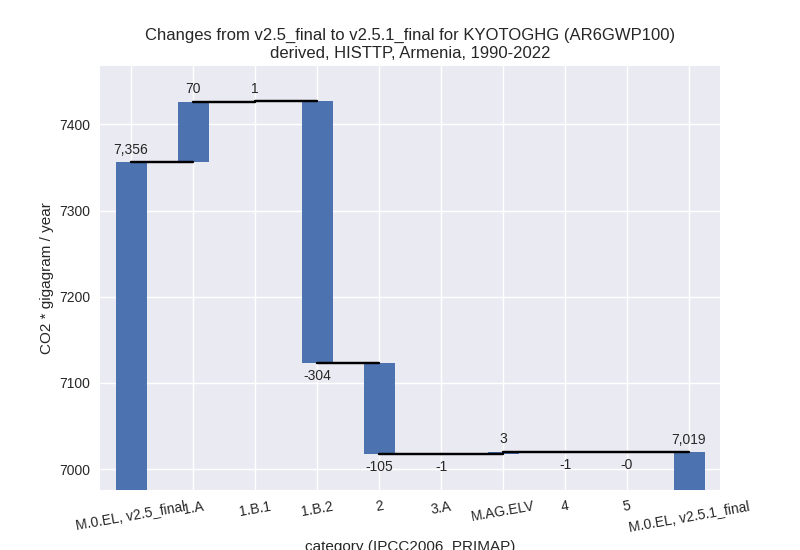 Changes from v2.5_final to v2.5.1_final for KYOTOGHG (AR6GWP100)
derived, HISTTP, Armenia, 1990-2022
CO2 * gigagram / year
7400
7300
7200
7100
7000
7,356
70
1
-304
-105
-1
3
-1
-0
7,019
M.0.EL, v2.5_final
1.A
1.B.1
1.B.2
2
3.A
M.AG.ELV
4
5
M.0.EL, v2.5.1_final
category (IPCC2006_PRIMAP)